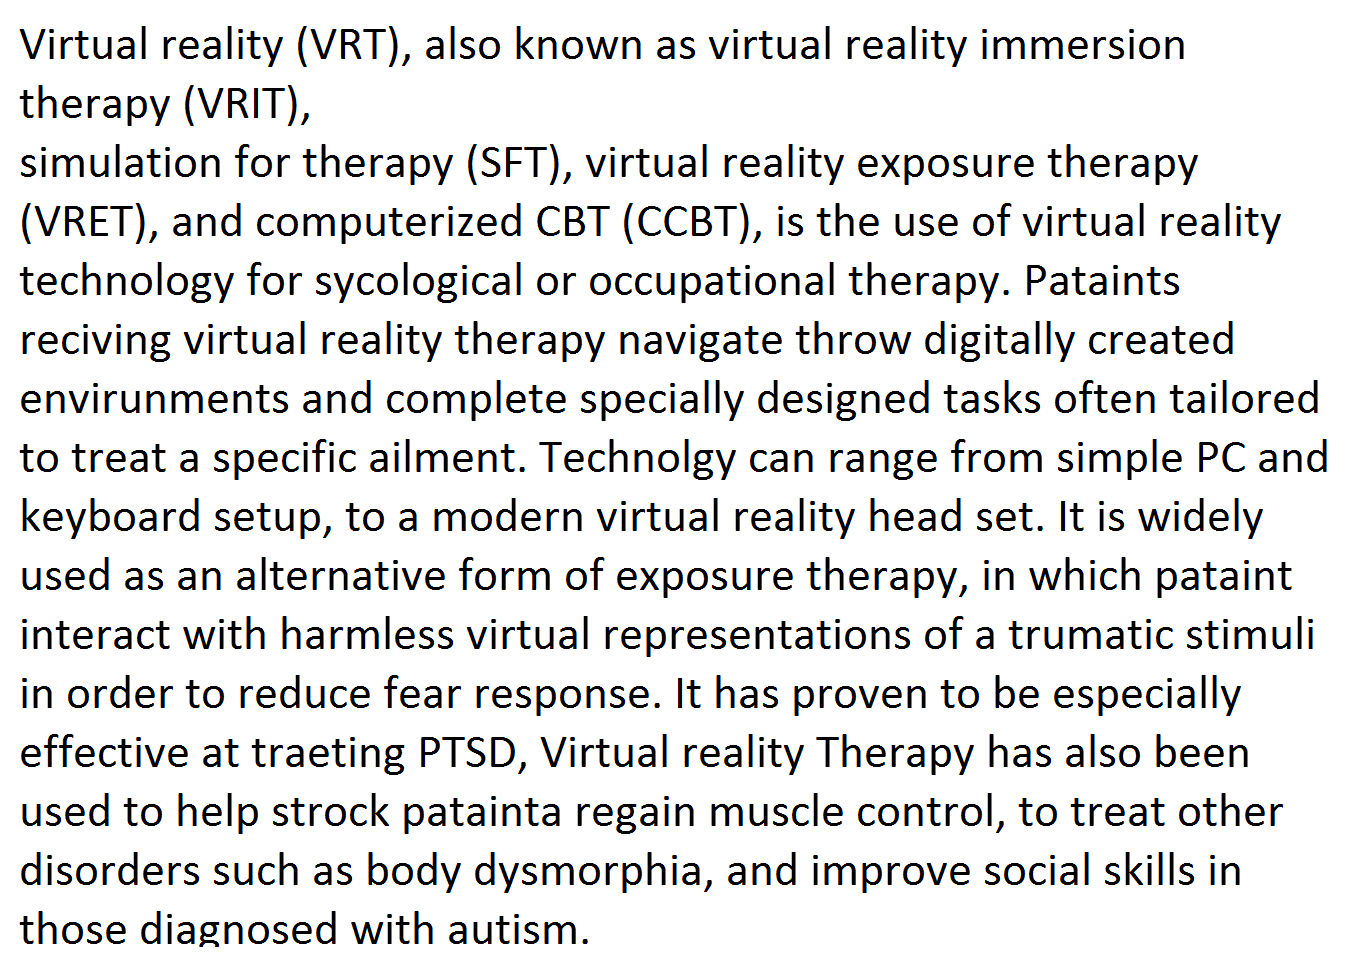 Virtual reality (VRT), also known as virtual reality immersion
therapy (VRIT),
simulation for therapy (SFT), virtual reality exposure therapy
(VRET), and computerized CBT (CCBT), is the use of virtual reality
technology for sycological or occupational therapy. Pataints
reciving virtual reality therapy navigate throw digitally created
envirunments and complete specially designed tasks often tailored
to treat a specific ailment. Technolgy can range from simple PC and
keyboard setup, to a modern virtual reality head set. It is widely
used as an alternative form of exposure therapy, in which pataint
interact with harmless virtual representations of a trumatic stimuli
in order to reduce fear response. It has proven to be especially
effective at traeting PTSD, Virtual reality Therapy has also been
used to help strock patainta regain muscle control, to treat other
disorders such as body dysmorphia, and improve social skills in
those diagnosed with autism.